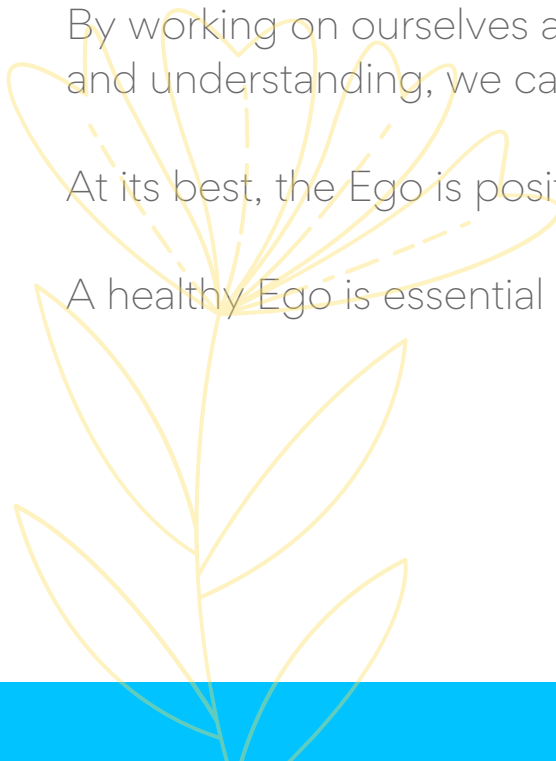 By working on ourselves
and understanding, we
At its best, the Ego is
A healthy Ego is essential